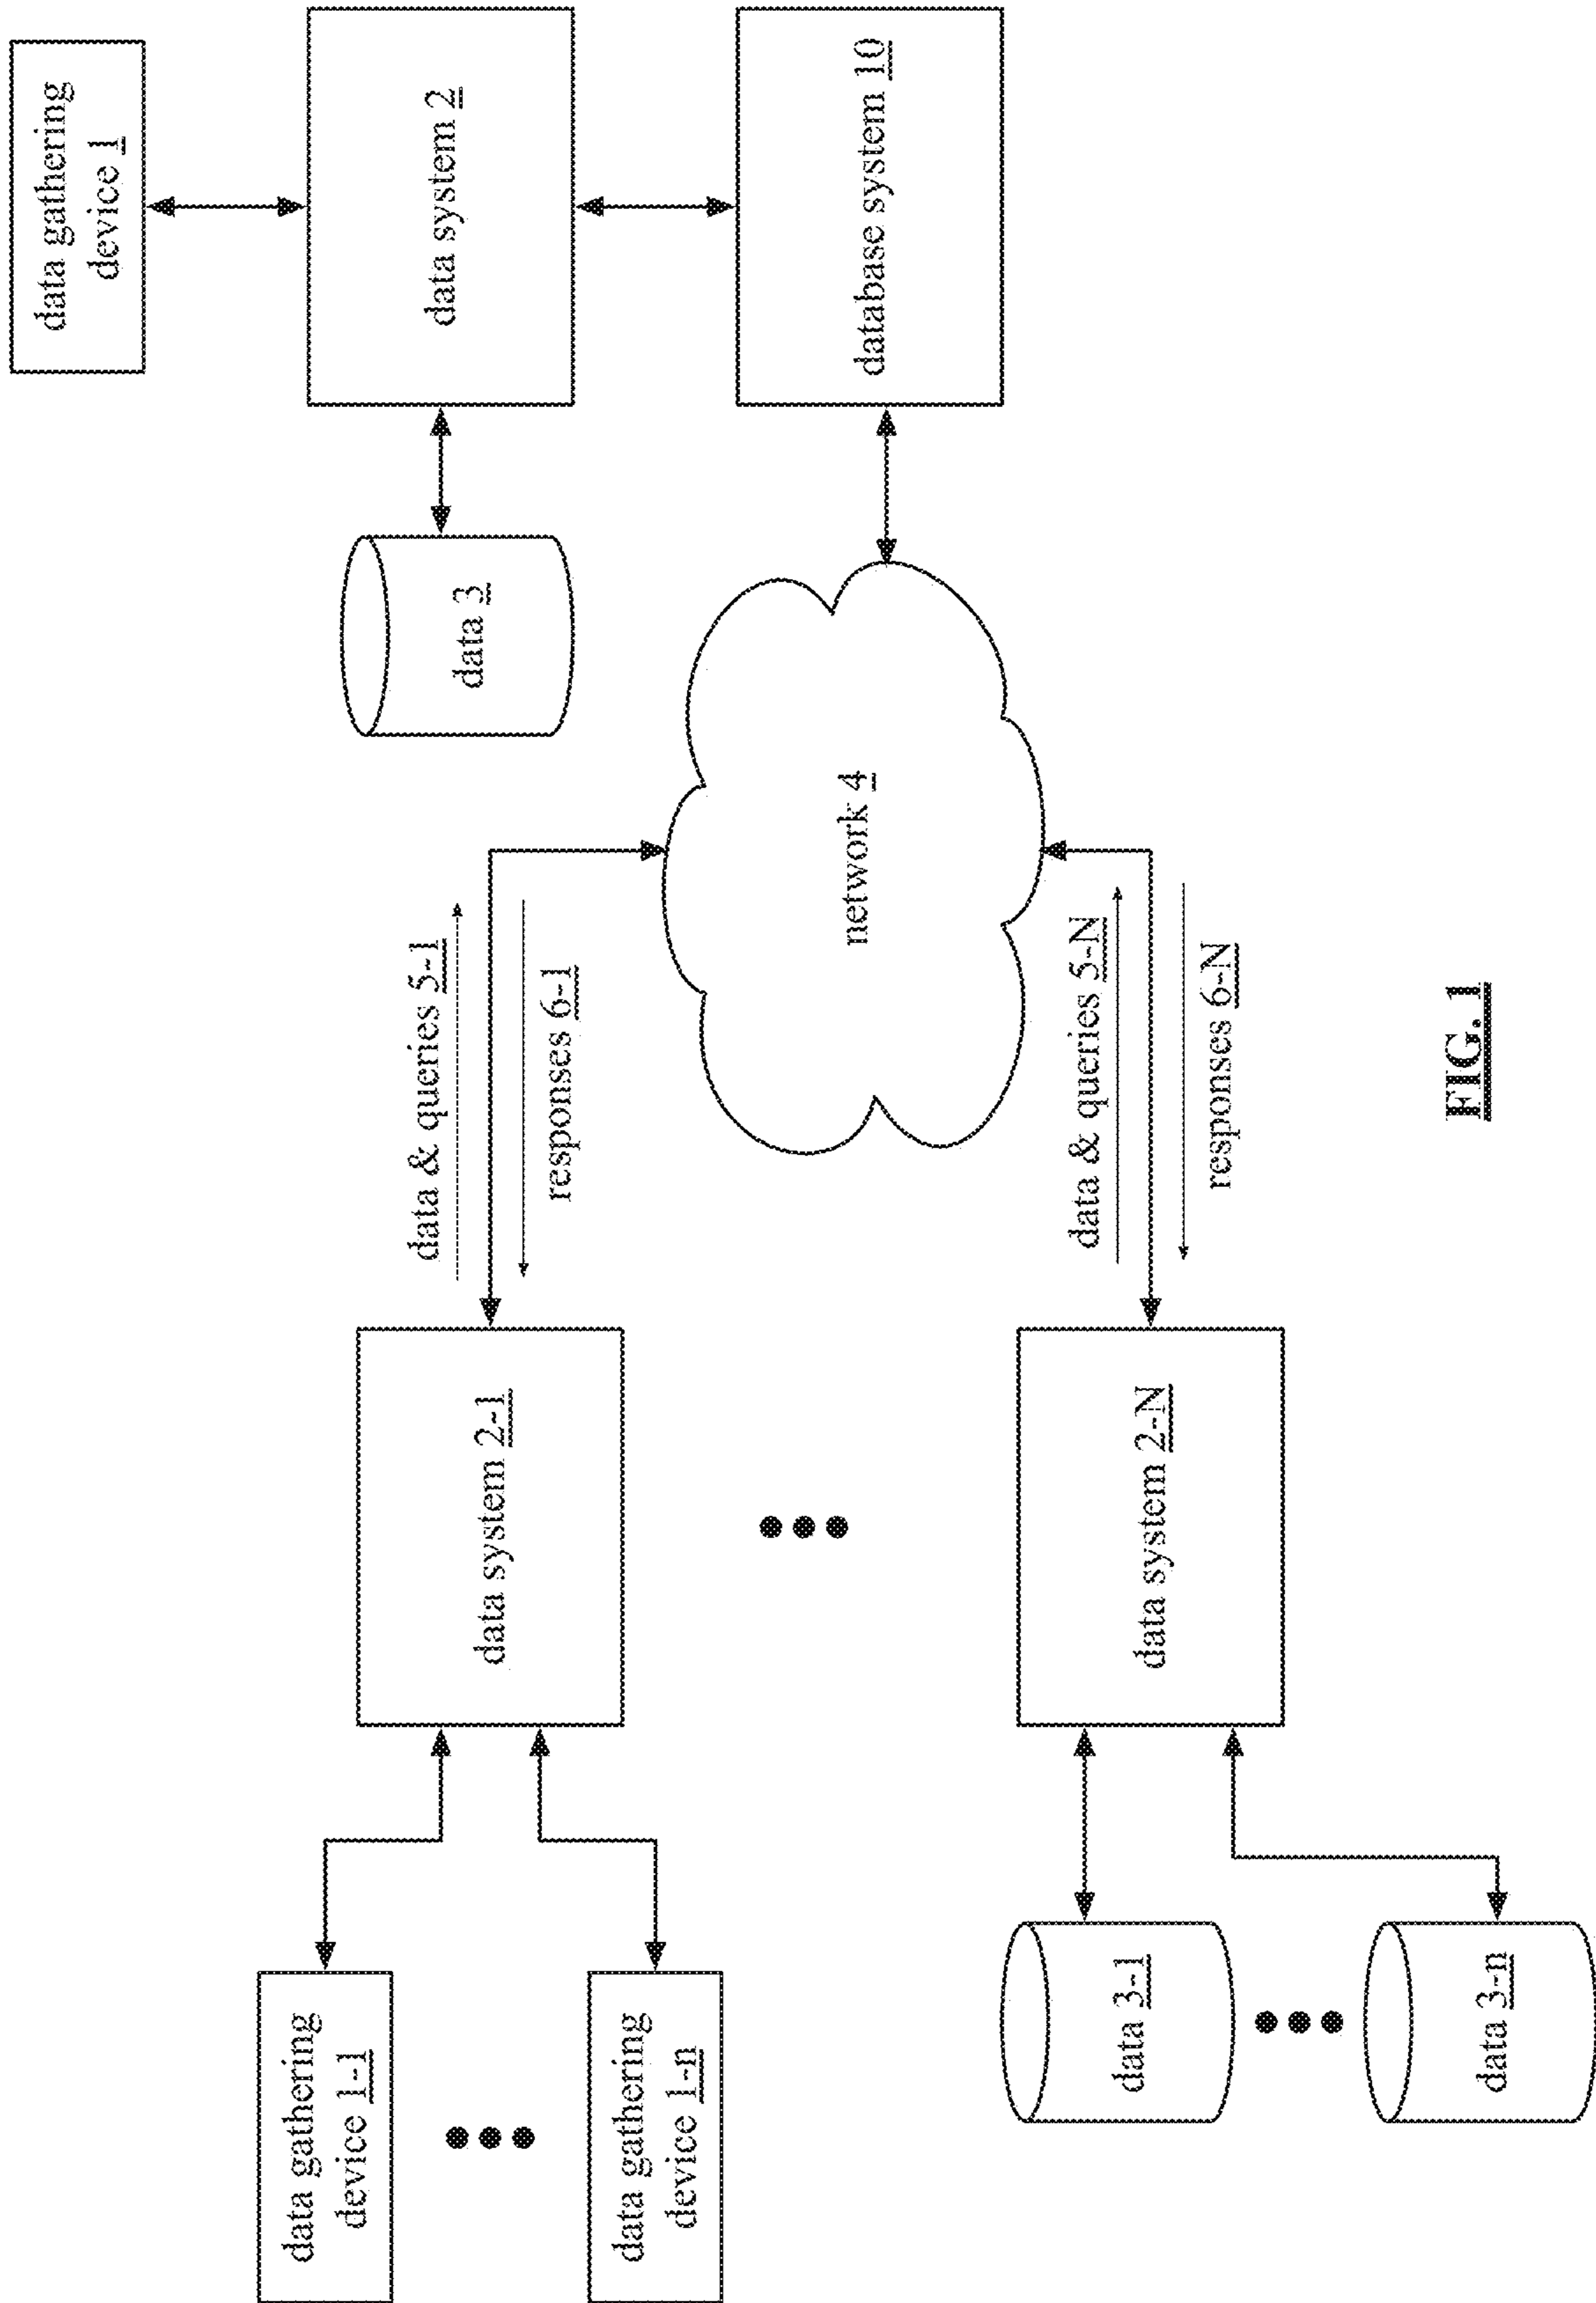 data gathering
device 1-1
data gathering
device 1-n
data system 2-1
data & queries 5-1
responses 6-1
data 3
data gathering
device 1
data system 2
database system 10
network 4
data 3-1
data 3-n
data system 2-N
data & queries 5-N
responses 6-N
FIG. 1